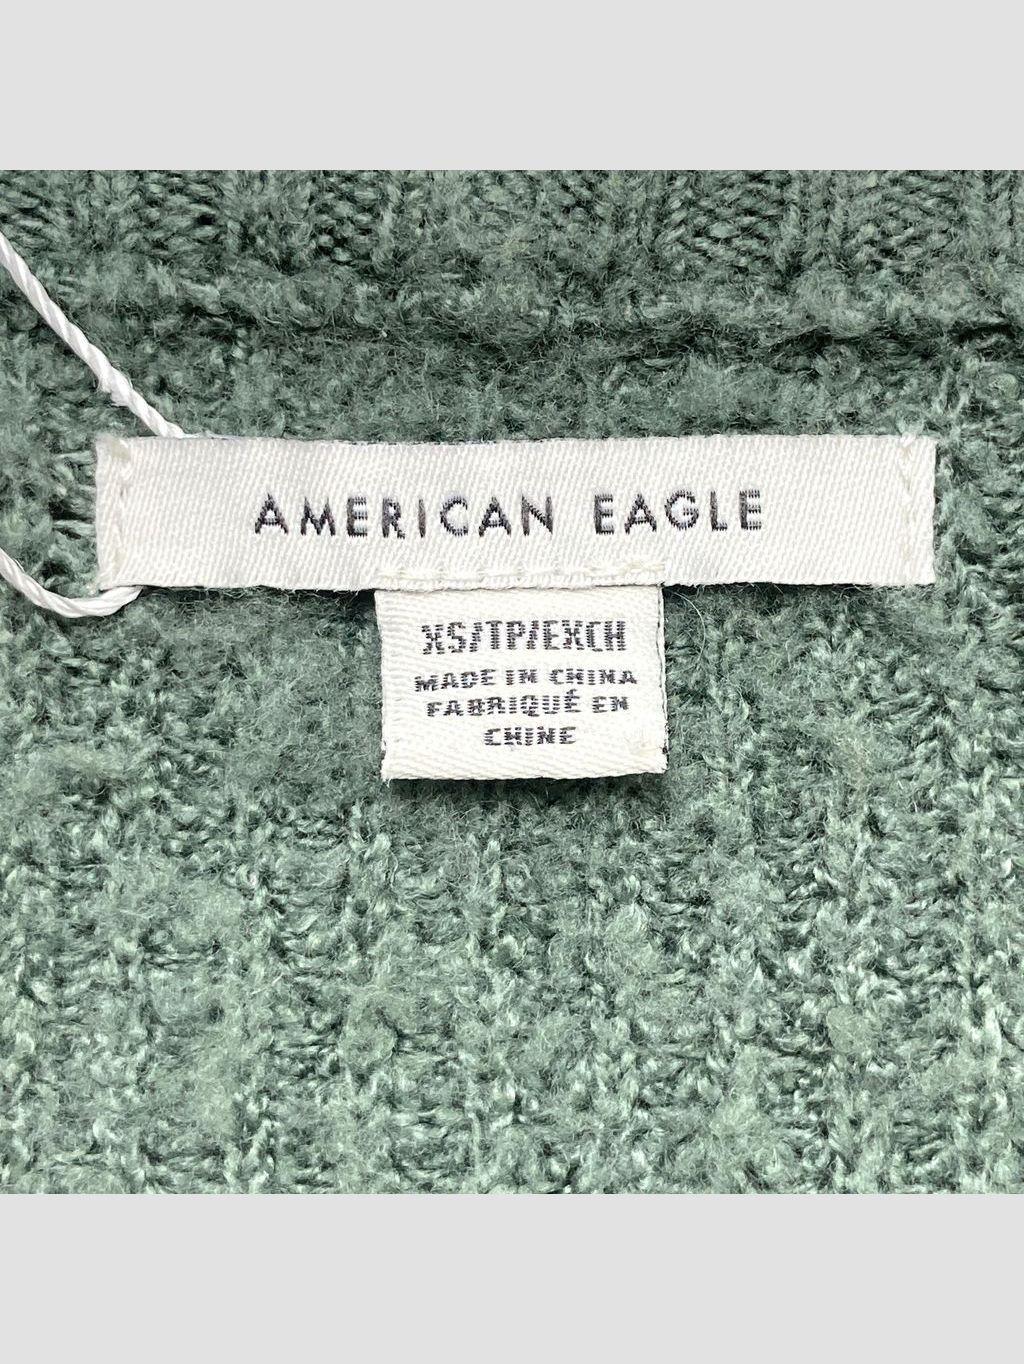 AMERICAN EAGLE
XS/TP/EXCH
MADE IN CHINA
FABRIQUÉ EN
CHINE